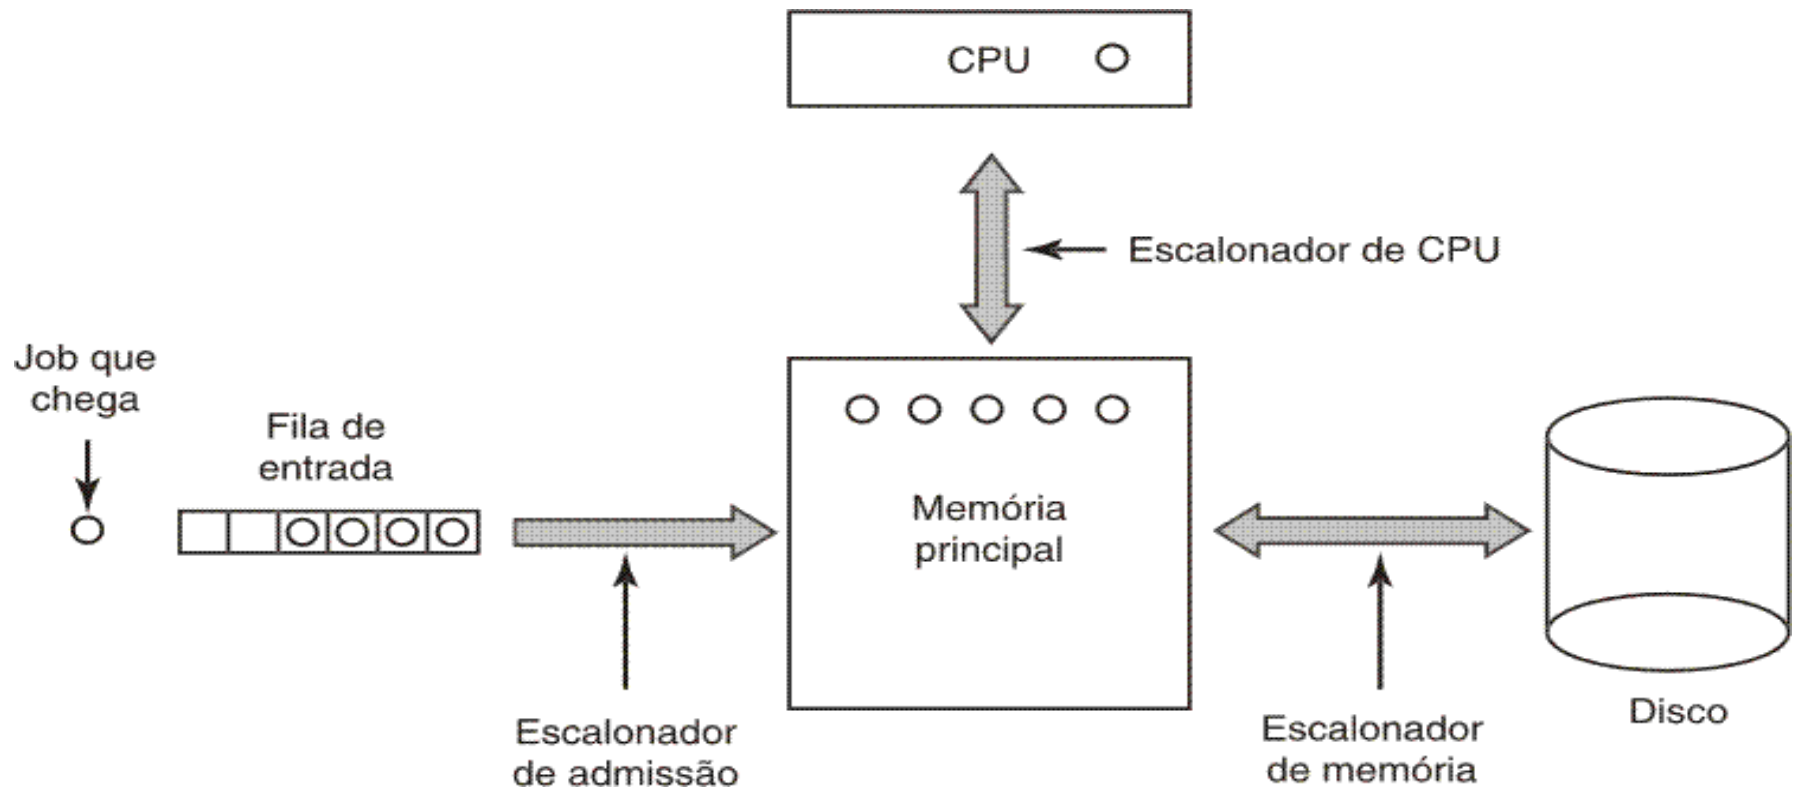 CPU
Escalonador de CPU
Job que
chega
Fila de
entrada
Memória
principal
Escalonador
de admissão
Escalonador
de memória
Disco